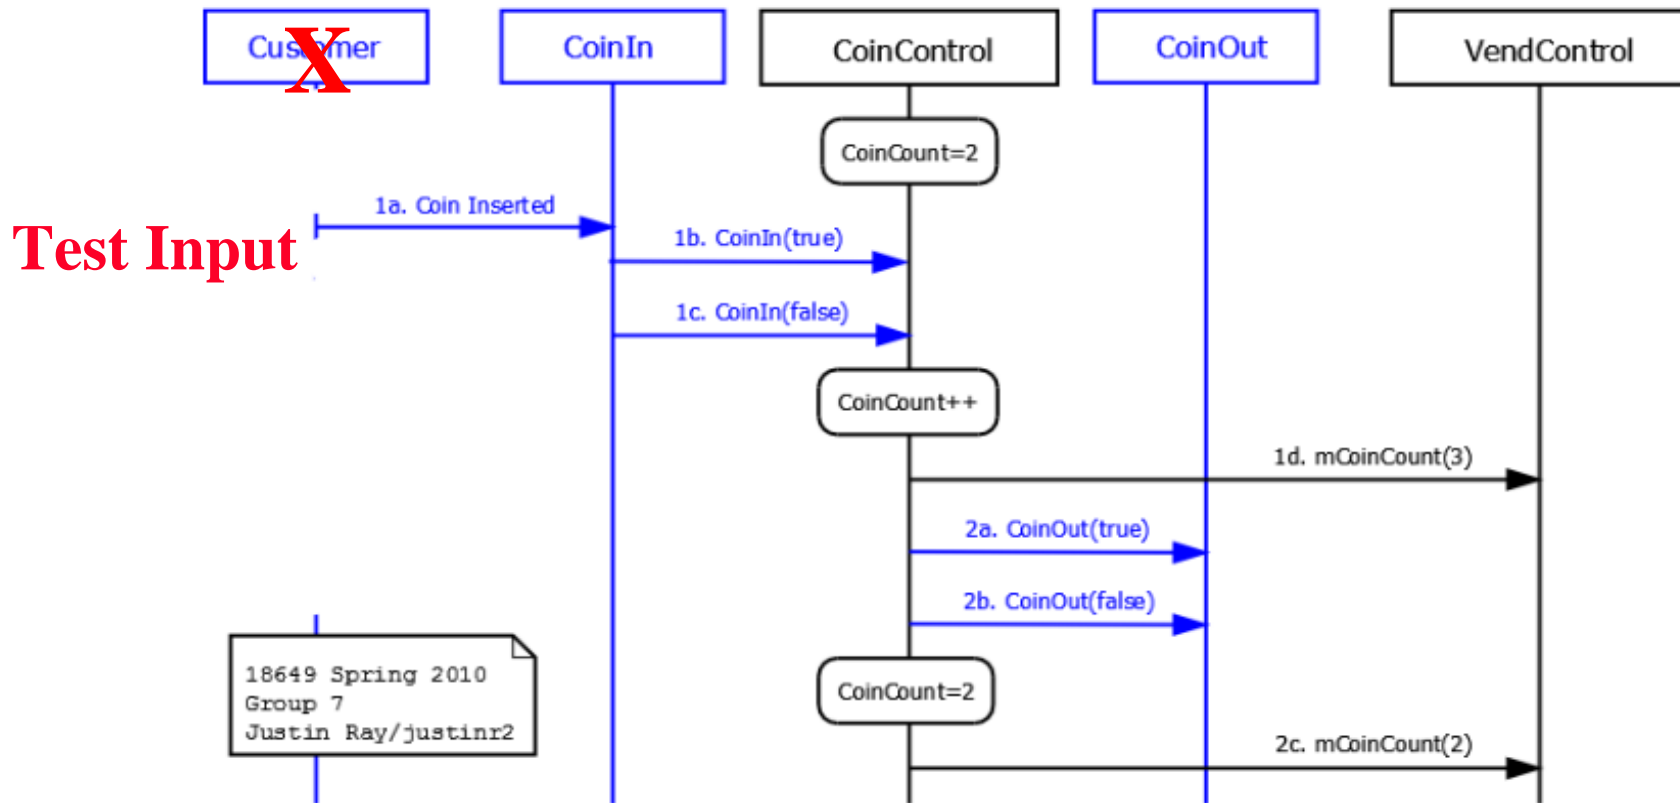 Customer
X
CoinIn
CoinControl
CoinOut
VendControl
CoinCount=2
1a. Coin Inserted
Test Input
1b. CoinIn(true)
1c. CoinIn(false)
CoinCount++
1d. mCoinCount(3)
2a. CoinOut(true)
2b. CoinOut(false)
18649 Spring 2010
Group 7
Justin Ray/justinr2
CoinCount=2
2c. mCoinCount(2)